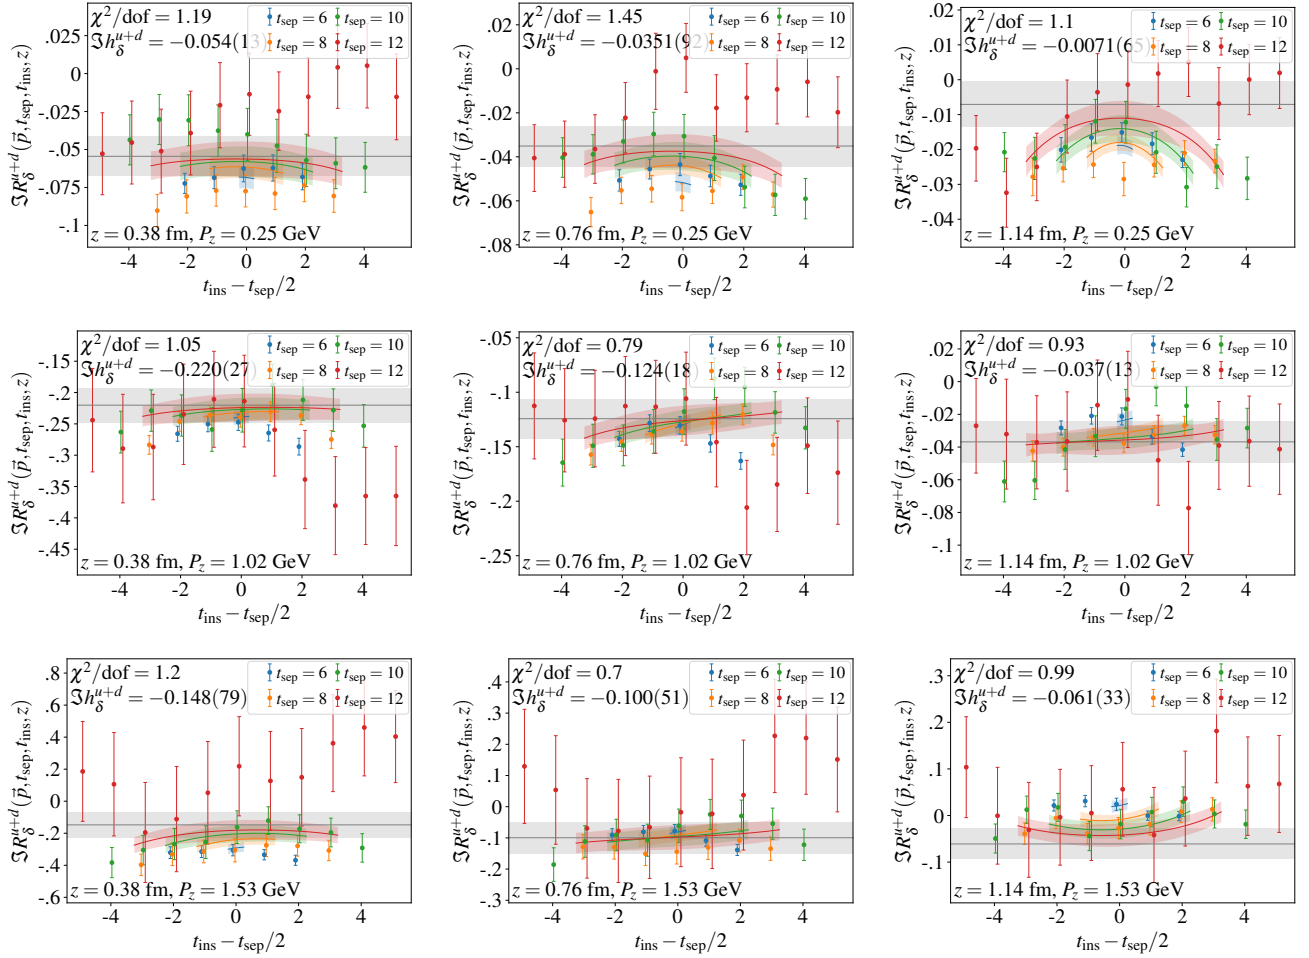 χ²/dof = 1.19
ℑh_δ^{u+d} = −0.054(13)
t_sep = 6 t_sep = 10
t_sep = 8 t_sep = 12
ℑR_δ^{u+d}(p⃗, t_sep, t_ins, z)
.025
0
-.025
-.05
-.075
-.1
z = 0.38 fm, P_z = 0.25 GeV
-4 -2 0 2 4
t_ins − t_sep/2
χ²/dof = 1.45
ℑh_δ^{u+d} = −0.0351(92)
t_sep = 6 t_sep = 10
t_sep = 8 t_sep = 12
ℑR_δ^{u+d}(p⃗, t_sep, t_ins, z)
.02
0
-.02
-.04
-.06
-.08
z = 0.76 fm, P_z = 0.25 GeV
-4 -2 0 2 4
t_ins − t_sep/2
χ²/dof = 1.1
ℑh_δ^{u+d} = −0.0071(65)
t_sep = 6 t_sep = 10
t_sep = 8 t_sep = 12
ℑR_δ^{u+d}(p⃗, t_sep, t_ins, z)
.02
.01
0
-.01
-.02
-.03
-.04
z = 1.14 fm, P_z = 0.25 GeV
-4 -2 0 2 4
t_ins − t_sep/2
χ²/dof = 1.05
ℑh_δ^{u+d} = −0.220(27)
t_sep = 6 t_sep = 10
t_sep = 8 t_sep = 12
ℑR_δ^{u+d}(p⃗, t_sep, t_ins, z)
-.15
-.2
-.25
-.3
-.35
-.4
-.45
z = 0.38 fm, P_z = 1.02 GeV
-4 -2 0 2 4
t_ins − t_sep/2
χ²/dof = 0.79
ℑh_δ^{u+d} = −0.124(18)
t_sep = 6 t_sep = 10
t_sep = 8 t_sep = 12
ℑR_δ^{u+d}(p⃗, t_sep, t_ins, z)
-.05
-.1
-.15
-.2
-.25
z = 0.76 fm, P_z = 1.02 GeV
-4 -2 0 2 4
t_ins − t_sep/2
χ²/dof = 0.93
ℑh_δ^{u+d} = −0.037(13)
t_sep = 6 t_sep = 10
t_sep = 8 t_sep = 12
ℑR_δ^{u+d}(p⃗, t_sep, t_ins, z)
.02
0
-.02
-.04
-.06
-.08
-.1
z = 1.14 fm, P_z = 1.02 GeV
-4 -2 0 2 4
t_ins − t_sep/2
χ²/dof = 1.2
ℑh_δ^{u+d} = −0.148(79)
t_sep = 6 t_sep = 10
t_sep = 8 t_sep = 12
ℑR_δ^{u+d}(p⃗, t_sep, t_ins, z)
.8
.6
.4
.2
0
-.2
-.4
-.6
z = 0.38 fm, P_z = 1.53 GeV
-4 -2 0 2 4
t_ins − t_sep/2
χ²/dof = 0.7
ℑh_δ^{u+d} = −0.100(51)
t_sep = 6 t_sep = 10
t_sep = 8 t_sep = 12
ℑR_δ^{u+d}(p⃗, t_sep, t_ins, z)
.4
.3
.2
.1
0
-.1
-.2
-.3
z = 0.76 fm, P_z = 1.53 GeV
-4 -2 0 2 4
t_ins − t_sep/2
χ²/dof = 0.99
ℑh_δ^{u+d} = −0.061(33)
t_sep = 6 t_sep = 10
t_sep = 8 t_sep = 12
ℑR_δ^{u+d}(p⃗, t_sep, t_ins, z)
.3
.2
.1
0
-.1
z = 1.14 fm, P_z = 1.53 GeV
-4 -2 0 2 4
t_ins − t_sep/2